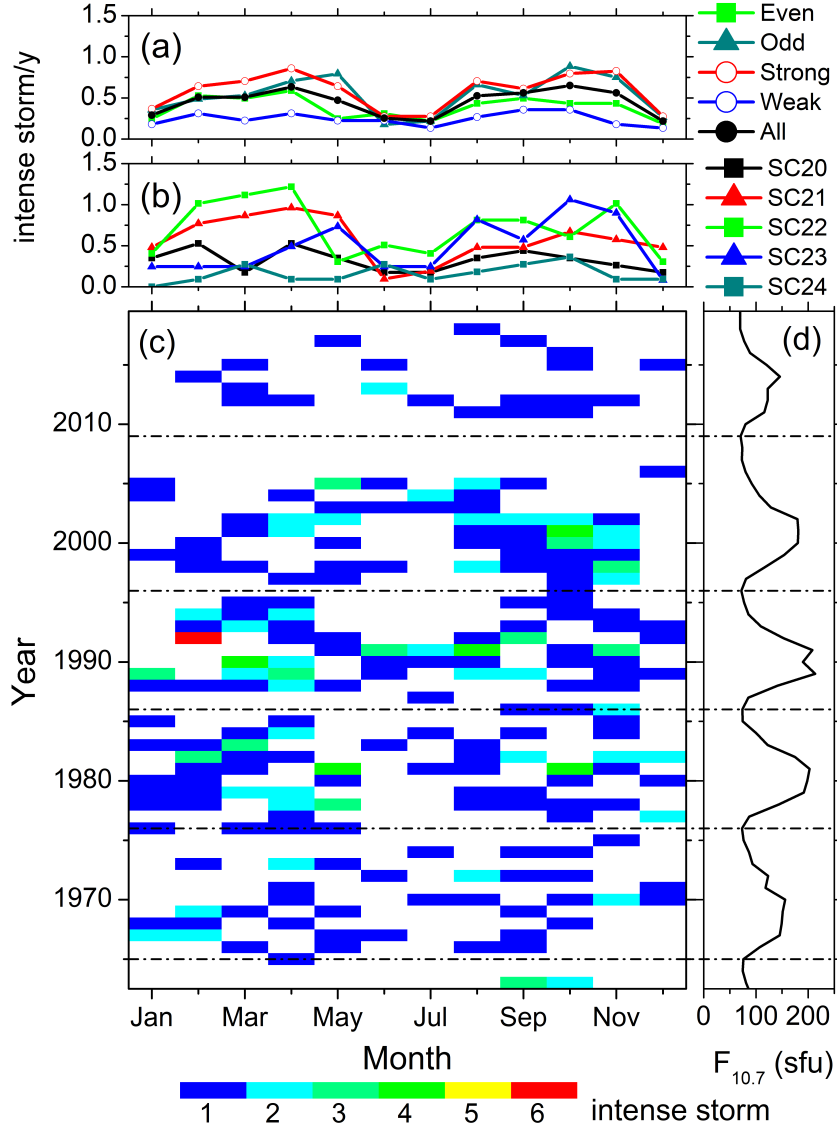 (a)
1.5
1.0
0.5
0.0
Even
Odd
Strong
Weak
All
intense storm/y
(b)
1.5
1.0
0.5
0.0
SC20
SC21
SC22
SC23
SC24
(c)
(d)
2010
2000
1990
1980
1970
Year
Jan Mar May Jul Sep Nov
0 100 200
Month
F10.7 (sfu)
1 2 3 4 5 6 intense storm